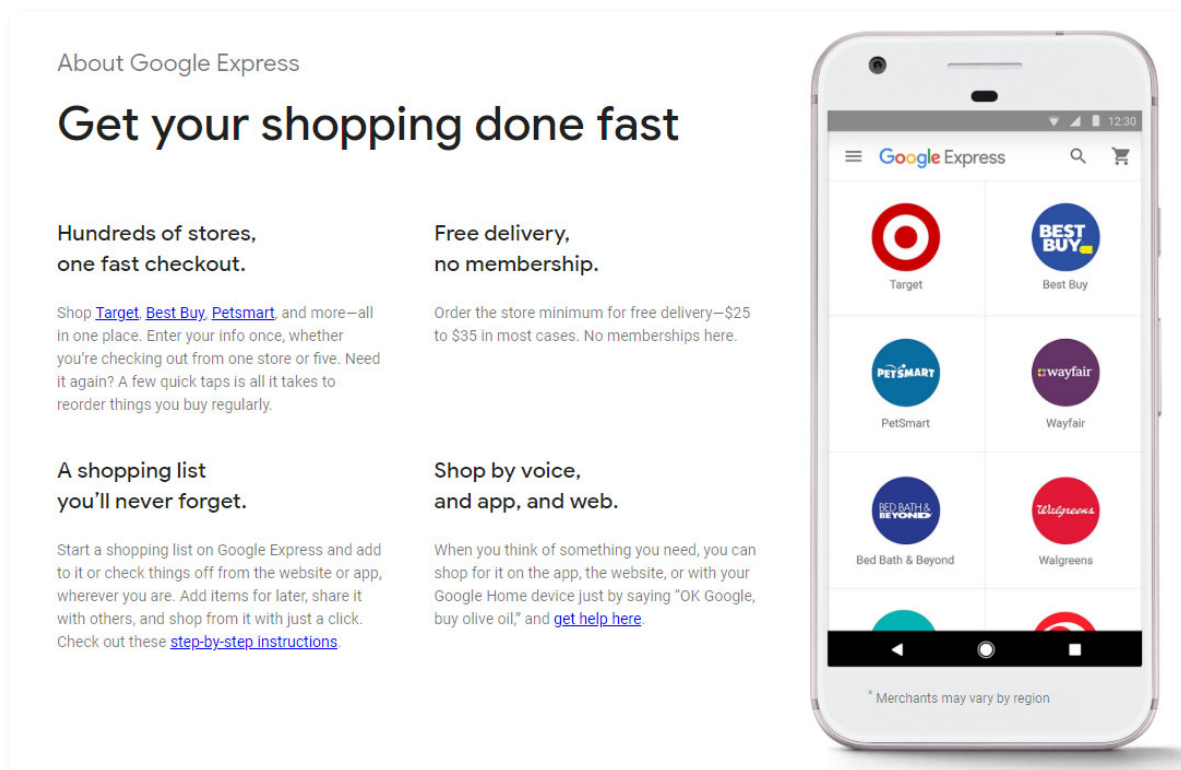 About Google Express
Get your shopping done fast
Hundreds of stores,
one fast checkout.
Shop Target, Best Buy, Petsmart, and more—all
in one place. Enter your info once, whether
you’re checking out from one store or five. Need
it again? A few quick taps is all it takes to
reorder things you buy regularly.
Free delivery,
no membership.
Order the store minimum for free delivery—$25
to $35 in most cases. No memberships here.
A shopping list
you’ll never forget.
Start a shopping list on Google Express and add
to it or check things off from the website or app,
wherever you are. Add items for later, share it
with others, and shop from it with just a click.
Check out these step-by-step instructions.
Shop by voice,
and app, and web.
When you think of something you need, you can
shop for it on the app, the website, or with your
Google Home device just by saying “OK Google,
buy olive oil,” and get help here.
12:30
Google Express
BEST
BUY
Target
Best Buy
PETSMART
wayfair
PetSmart
Wayfair
BED BATH &
BEYOND
Walgreens
Bed Bath & Beyond
Walgreens
* Merchants may vary by region